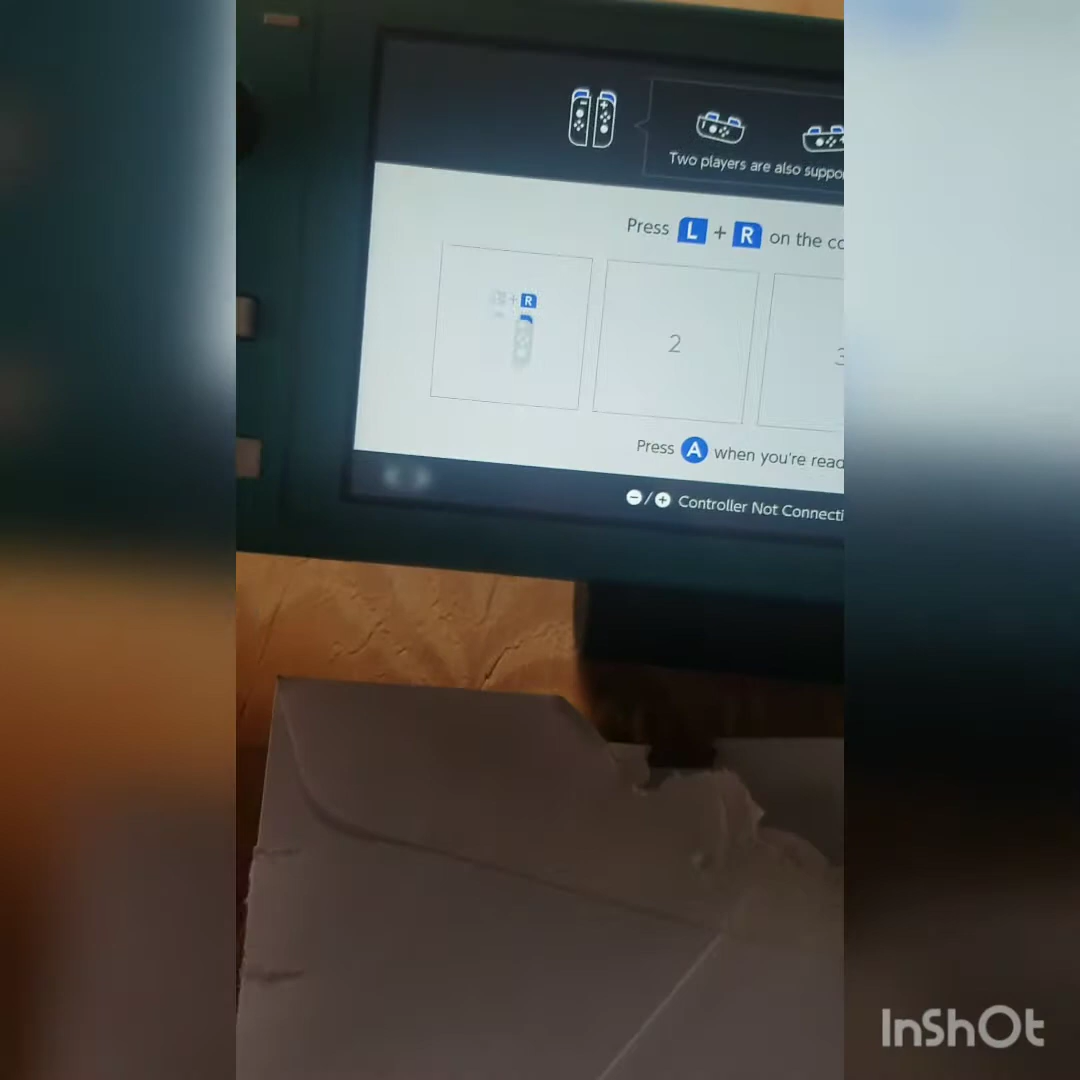 Two players are also suppo
Press L + R on the co
L + R
2
3
Press A when you're read
-/+ Controller Not Connecti
InShOt